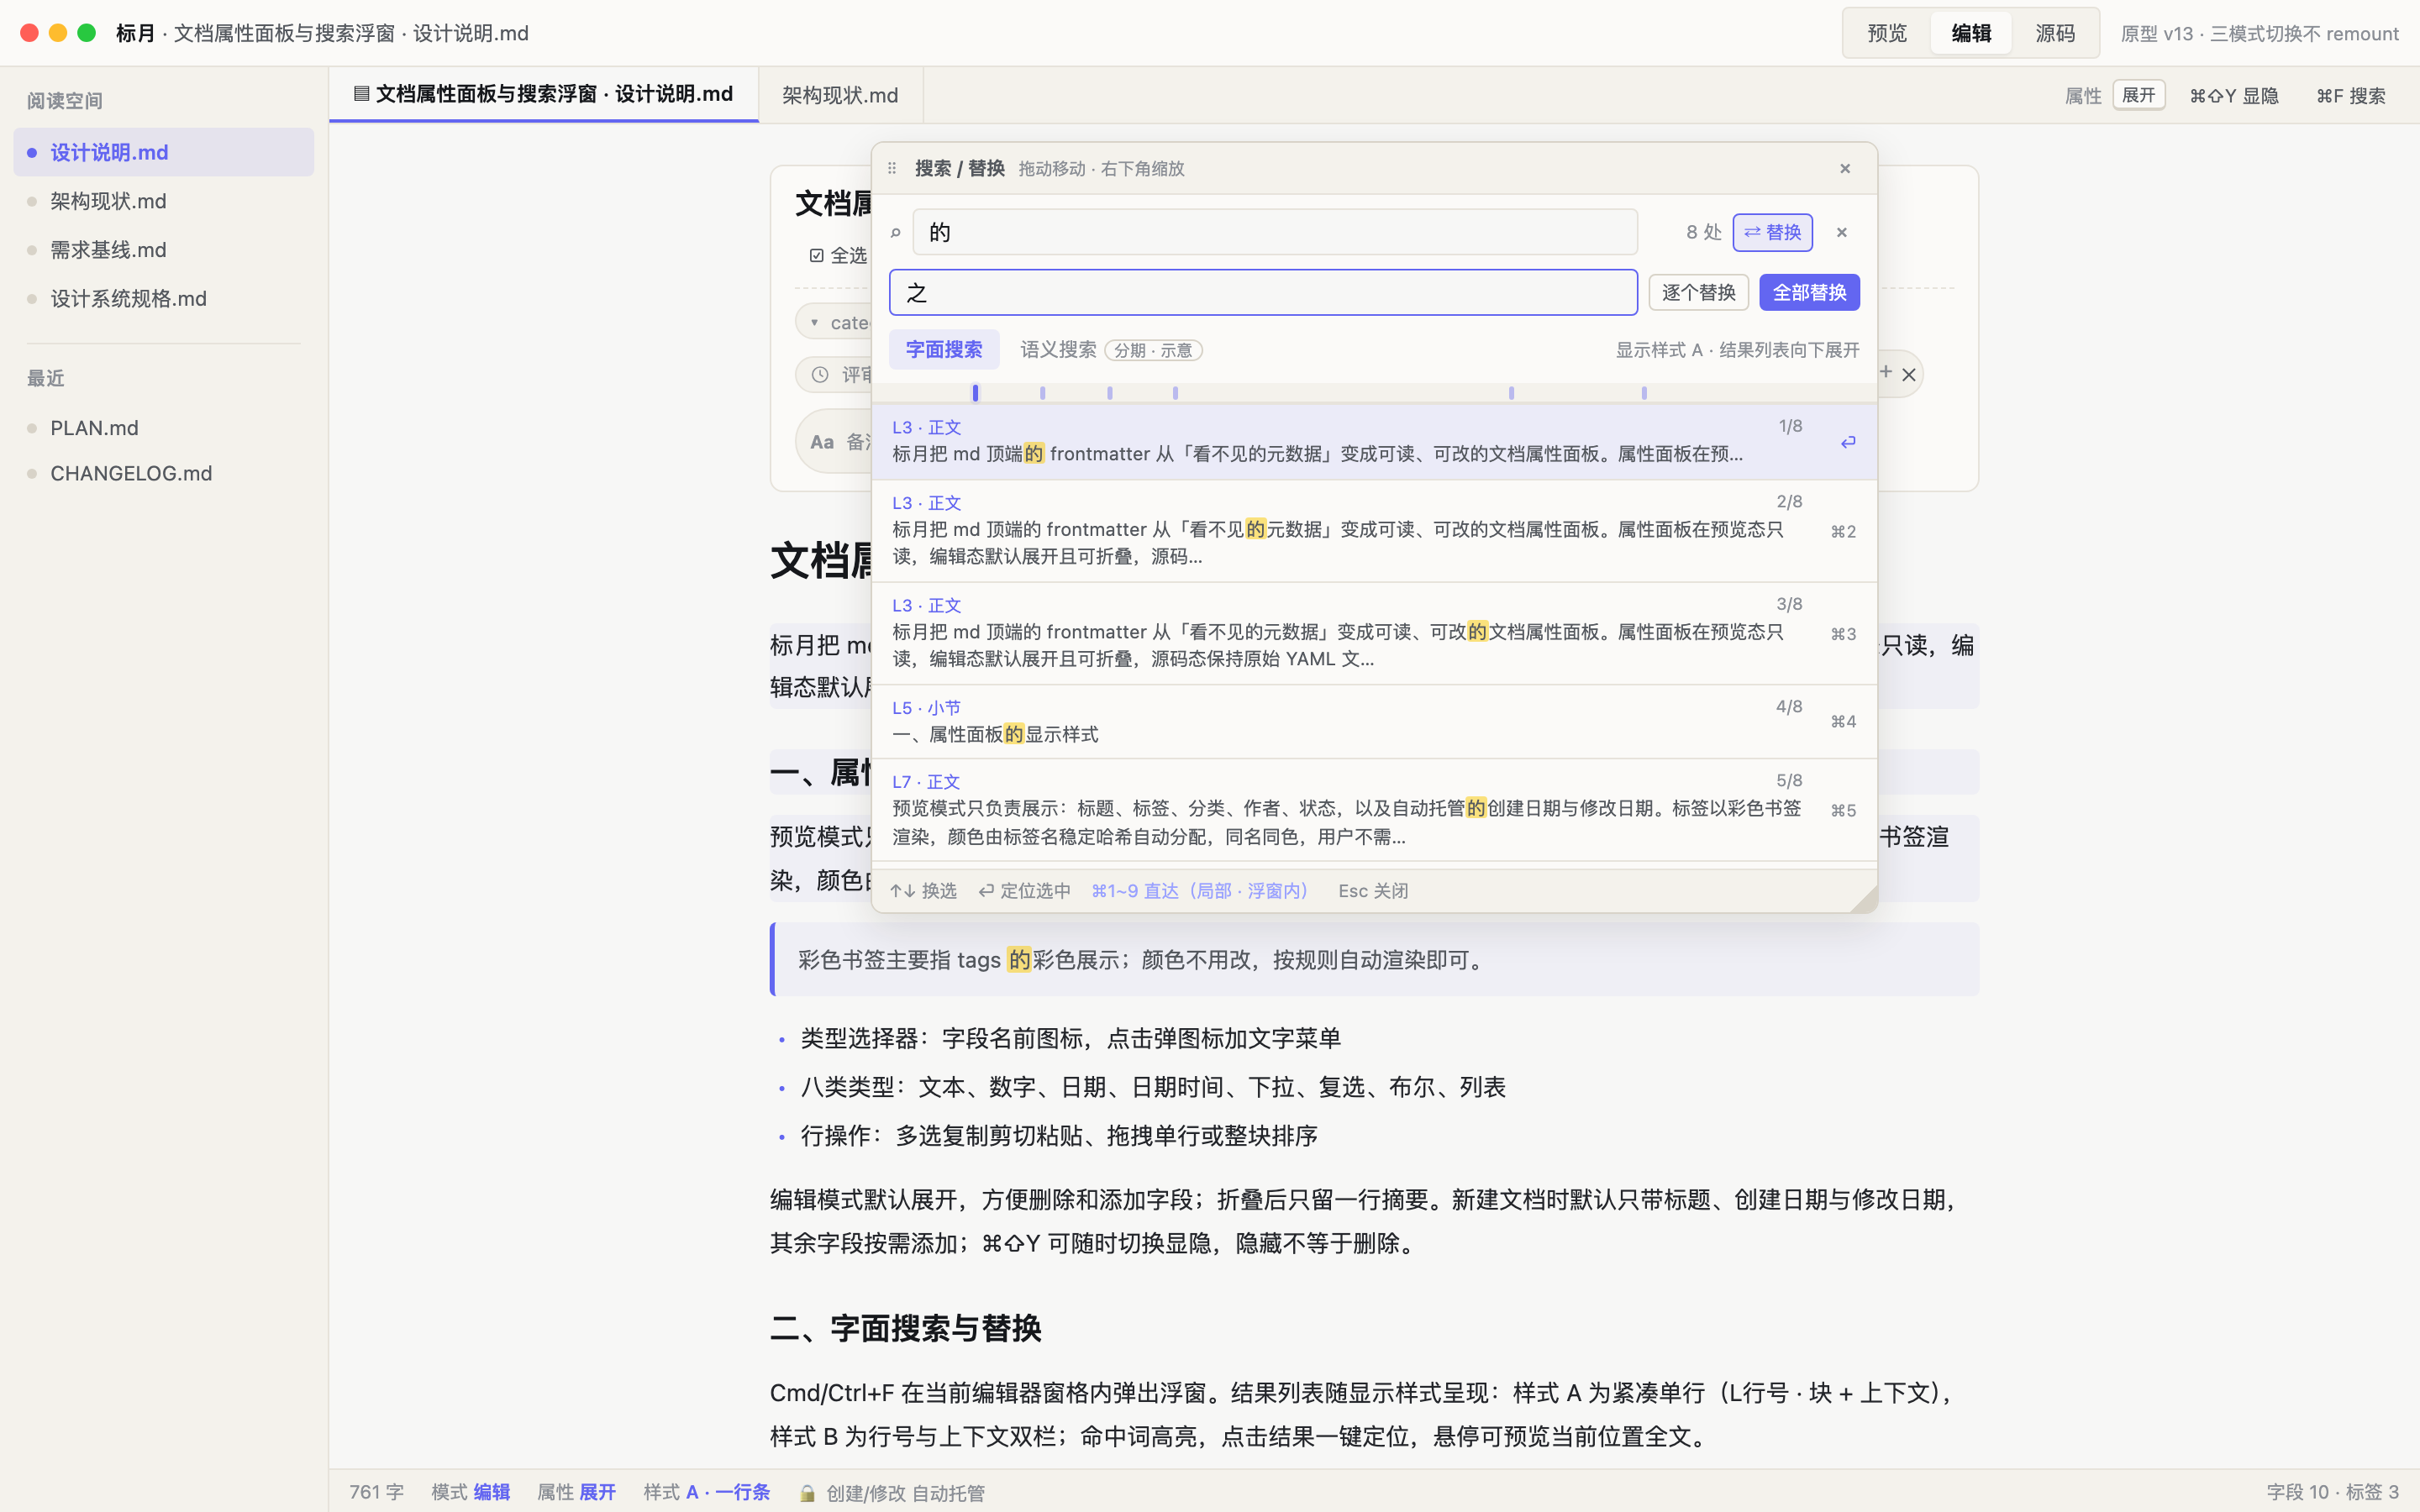 标月 · 文档属性面板与搜索浮窗 · 设计说明.md
预览 编辑 源码 原型 v13 · 三模式切换不 remount
阅读空间
设计说明.md
架构现状.md
需求基线.md
设计系统规格.md
最近
PLAN.md
CHANGELOG.md
文档属性面板与搜索浮窗 · 设计说明.md 架构现状.md
属性 展开 ⌘⇧Y 显隐 ⌘F 搜索
文档属
全选
cate
评审
Aa 备注
+ ×
搜索 / 替换 拖动移动 · 右下角缩放 ×
的 8 处 ⇄ 替换 ×
之 逐个替换 全部替换
字面搜索 语义搜索 分期 · 示意 显示样式 A · 结果列表向下展开
L3 · 正文 1/8
标月把 md 顶端的 frontmatter 从「看不见的元数据」变成可读、可改的文档属性面板。属性面板在预... ↩
L3 · 正文 2/8
标月把 md 顶端的 frontmatter 从「看不见的元数据」变成可读、可改的文档属性面板。属性面板在预览态只 ⌘2
读，编辑态默认展开且可折叠，源码...
L3 · 正文 3/8
标月把 md 顶端的 frontmatter 从「看不见的元数据」变成可读、可改的文档属性面板。属性面板在预览态只 ⌘3
读，编辑态默认展开且可折叠，源码态保持原始 YAML 文...
L5 · 小节 4/8
一、属性面板的显示样式 ⌘4
L7 · 正文 5/8
预览模式只负责展示：标题、标签、分类、作者、状态，以及自动托管的创建日期与修改日期。标签以彩色书签 ⌘5
渲染，颜色由标签名稳定哈希自动分配，同名同色，用户不需...
↑↓ 换选 ↩ 定位选中 ⌘1~9 直达（局部 · 浮窗内） Esc 关闭
文档属
标月把 m 只读，编
辑态默认展
一、属性
预览模式只 书签渲
染，颜色由
彩色书签主要指 tags 的彩色展示；颜色不用改，按规则自动渲染即可。
• 类型选择器：字段名前图标，点击弹图标加文字菜单
• 八类类型：文本、数字、日期、日期时间、下拉、复选、布尔、列表
• 行操作：多选复制剪切粘贴、拖拽单行或整块排序
编辑模式默认展开，方便删除和添加字段；折叠后只留一行摘要。新建文档时默认只带标题、创建日期与修改日期，
其余字段按需添加；⌘⇧Y 可随时切换显隐，隐藏不等于删除。
二、字面搜索与替换
Cmd/Ctrl+F 在当前编辑器窗格内弹出浮窗。结果列表随显示样式呈现：样式 A 为紧凑单行（L行号 · 块 + 上下文），
样式 B 为行号与上下文双栏；命中词高亮，点击结果一键定位，悬停可预览当前位置全文。
761 字 模式 编辑 属性 展开 样式 A · 一行条 🔒 创建/修改 自动托管 字段 10 · 标签 3